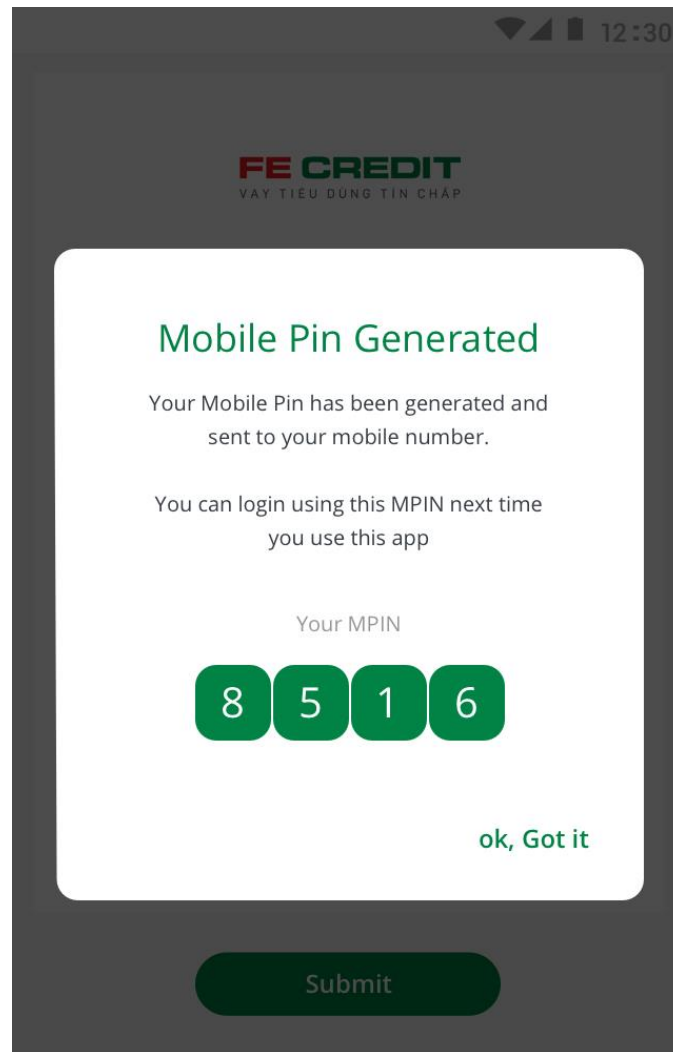 12:30
FE CREDIT
VAY TIÊU DÙNG TÍN CHẤP
Mobile Pin Generated
Your Mobile Pin has been generated and
sent to your mobile number.
You can login using this MPIN next time
you use this app
Your MPIN
8 5 1 6
ok, Got it
Submit